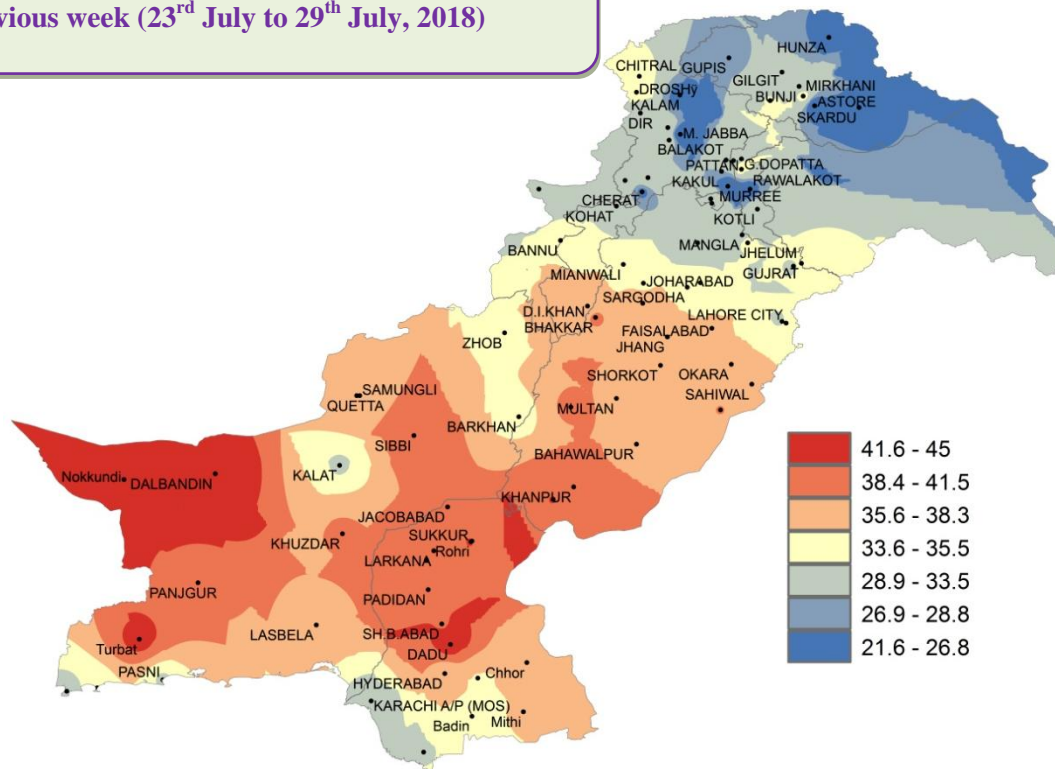 vious week (23rd July to 29th July, 2018)
HUNZA
CHITRAL GUPIS
GILGIT
DROSHÿ
BUNJI
MIRKHANI
KALAM
ASTORE
SKARDU
DIR
M. JABBA
BALAKOT
PATTAN
G.DOPATTA
KAKUL
RAWALAKOT
CHERAT
MURREE
KOHAT
KOTLI
BANNU
MANGLA
JHELUM
MIANWALI
GUJRAT
JOHARABAD
SARGODHA
D.I.KHAN
LAHORE CITY
BHAKKAR
FAISALABAD
ZHOB
JHANG
SHORKOT
OKARA
SAMUNGLI
SAHIWAL
QUETTA
MULTAN
BARKHAN
SIBBI
BAHAWALPUR
KALAT
Nokkundi
DALBANDIN
KHANPUR
JACOBABAD
SUKKUR
KHUZDAR
Rohri
LARKANA
PANJGUR
PADIDAN
LASBELA
SH.B.ABAD
Turbat
DADU
PASNI
Chhor
HYDERABAD
KARACHI A/P (MOS)
Badin
Mithi
41.6 - 45
38.4 - 41.5
35.6 - 38.3
33.6 - 35.5
28.9 - 33.5
26.9 - 28.8
21.6 - 26.8